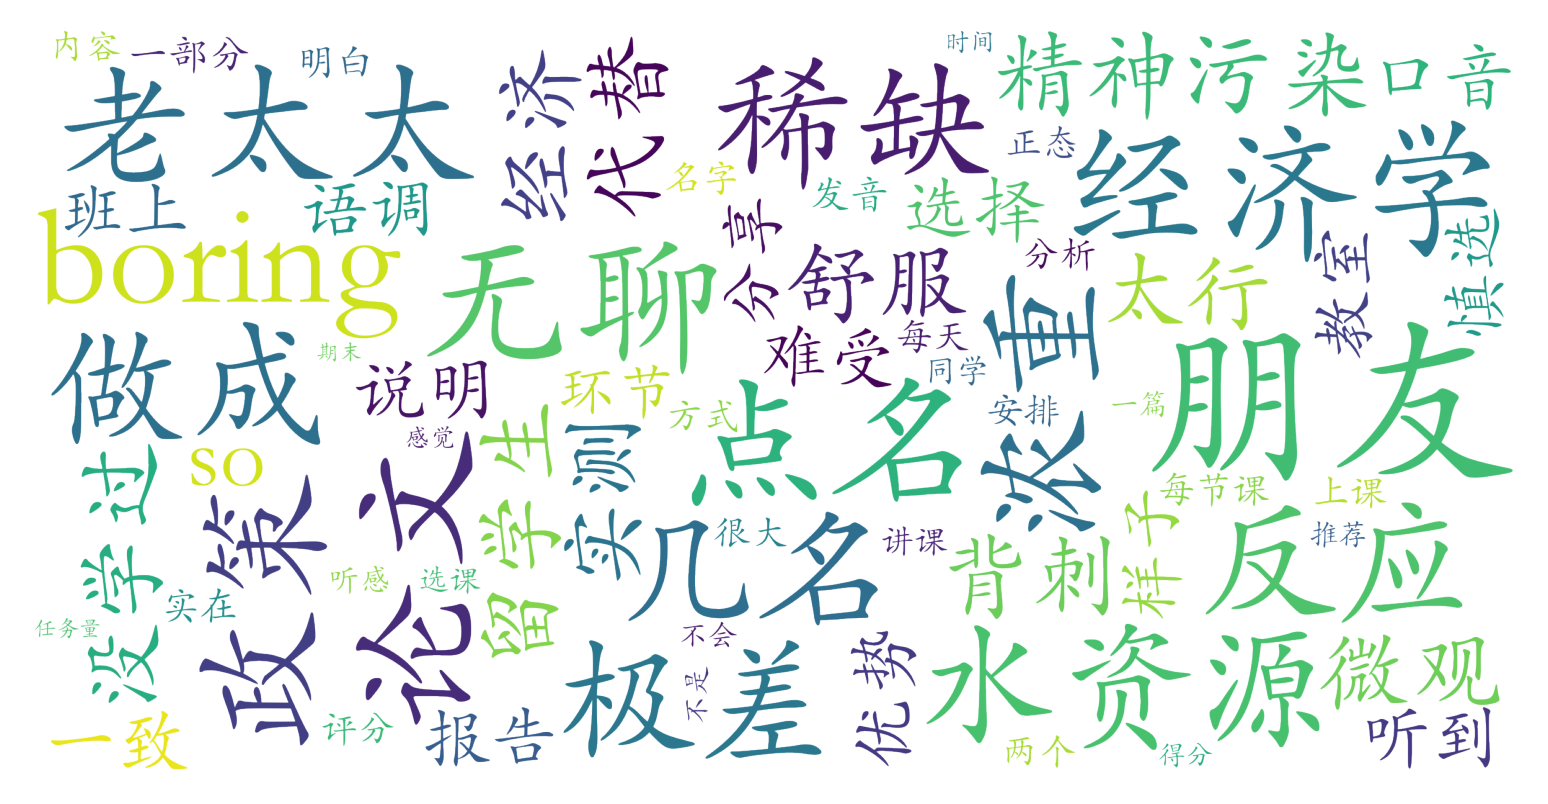 内容
一部分
明白
老太太
经济
代替
稀缺
时间
精神污染
口音
正态
经济学
班上
语调
名字
发音
选择
boring
无聊
分享
舒服
分析
浓重
太行
教室
慎选
做成
期末
说明
难受
每天
同学
环节
方式
点名
安排
一篇
朋友
没学过
so
政策
感觉
论文
留学生
实测
几名
很大
讲课
背刺
样子
每节课
上课
推荐
反应
任务量
实在
听感
选课
极差
不会
不是
优势
水资源
微观
一致
评分
报告
两个
得分
听到